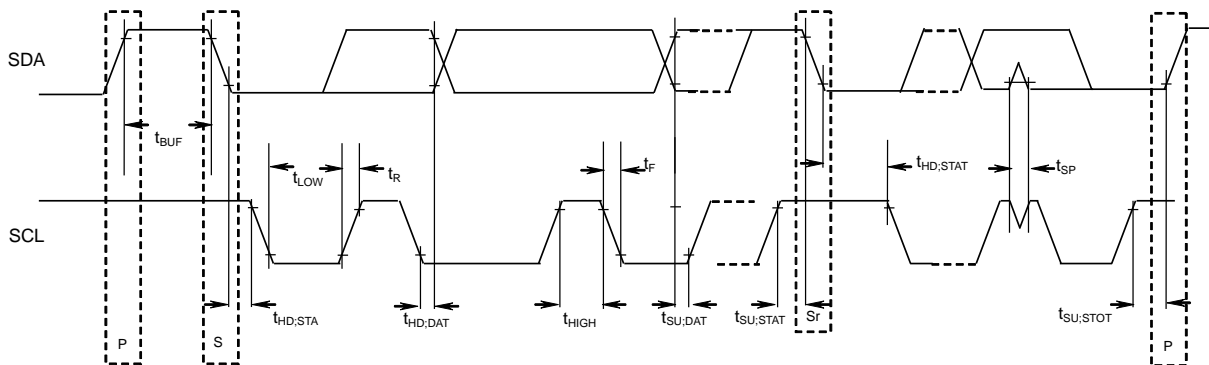 SDA
tBUF
tLOW
tR
tF
tHD;STAT
tSP
SCL
tHD;STA
tHD;DAT
tHIGH
tSU;DAT
tSU;STAT
Sr
tSU;STOT
P
S
P